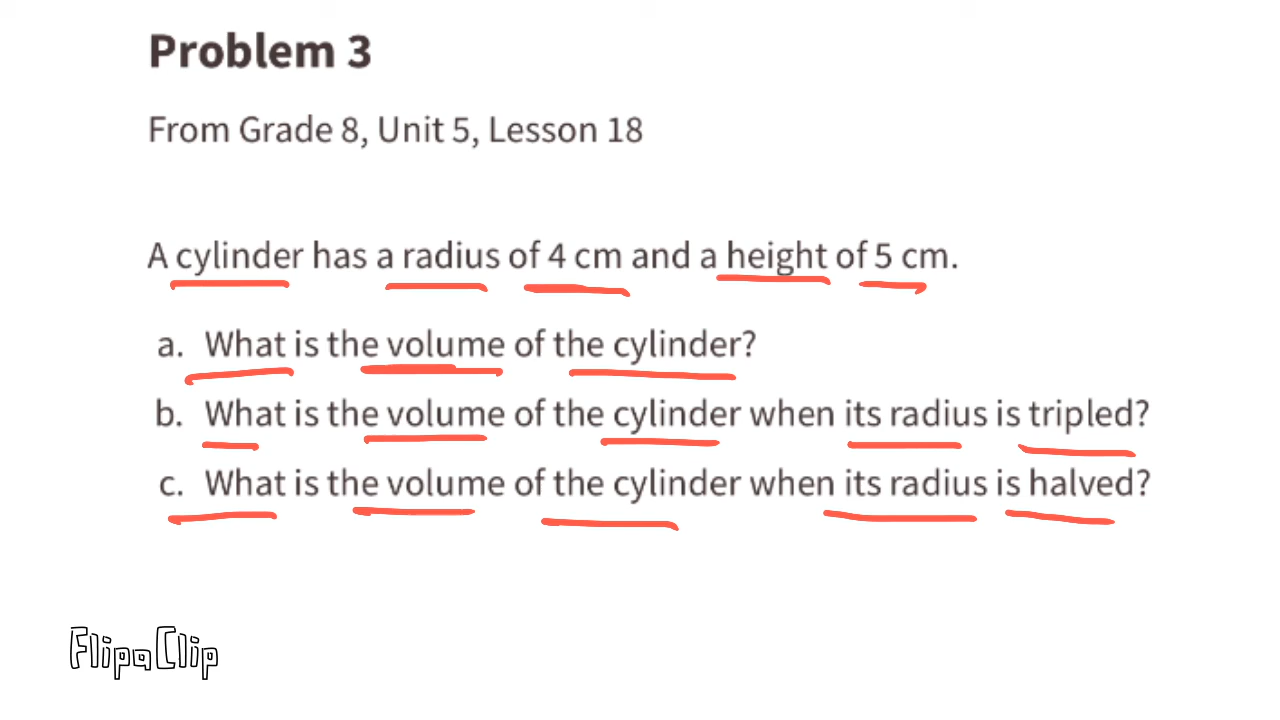 Problem 3
From Grade 8, Unit 5, Lesson 18
A cylinder has a radius of 4 cm and a height of 5 cm.
a. What is the volume of the cylinder?
b. What is the volume of the cylinder when its radius is tripled?
c. What is the volume of the cylinder when its radius is halved?
FlipaClip